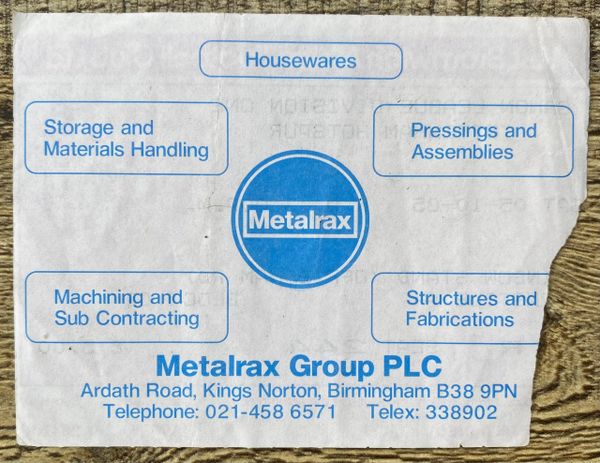 Housewares
Storage and
Materials Handling
Pressings and
Assemblies
Metalrax
Machining and
Sub Contracting
Structures and
Fabrications
Metalrax Group PLC
Ardath Road, Kings Norton, Birmingham B38 9PN
Telephone: 021-458 6571 Telex: 338902